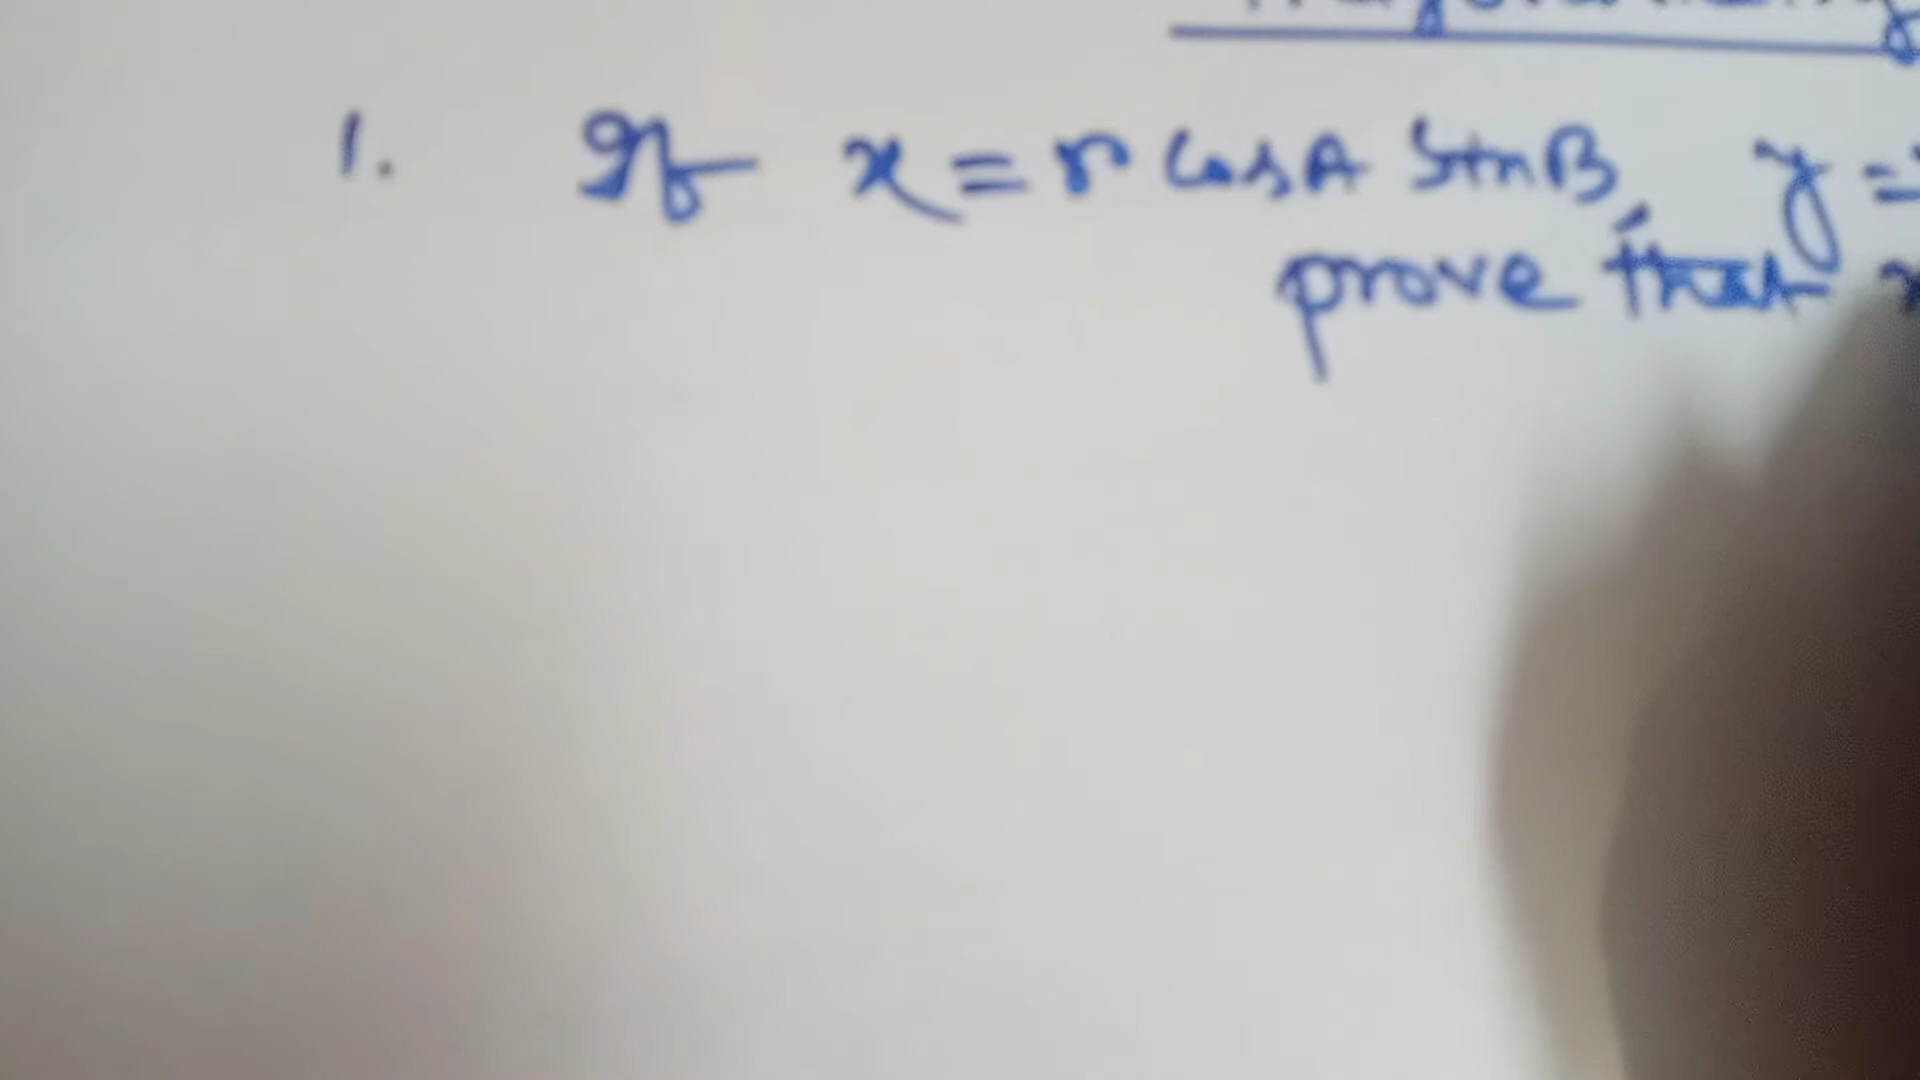 1. If x = r cosA sinB, y =
prove that x